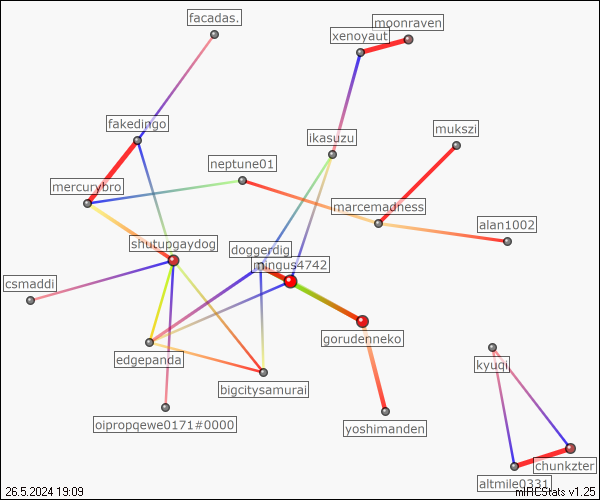 facadas.
moonraven
xenoyaut
fakedingo
mukszi
ikasuzu
neptune01
mercurybro
marcemadness
alan1002
shutupgaydog
doggerdig
mingus4742
csmaddi
gorudenneko
edgepanda
kyuqi
bigcitysamurai
oipropqewe0171#0000
yoshimanden
chunkzter
altmile0331
26.5.2024 19:09
mIRCStats v1.25